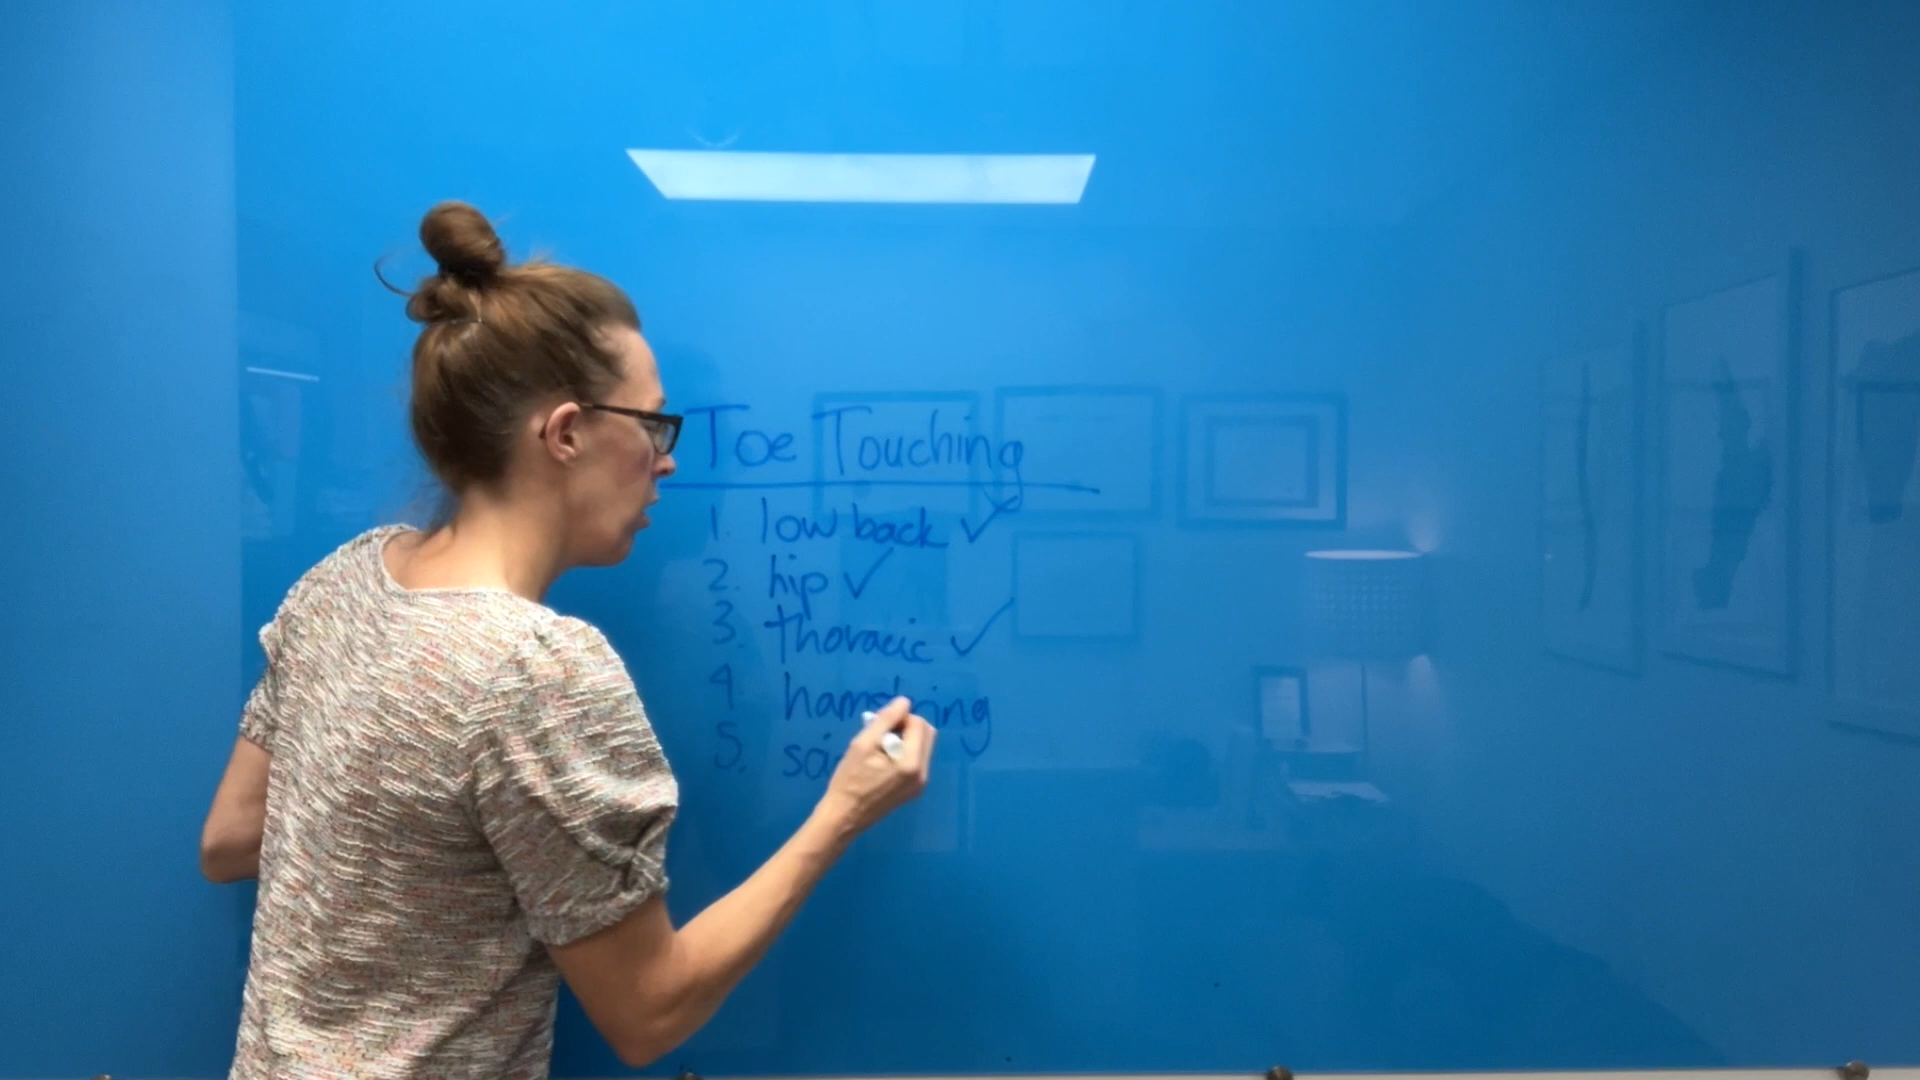 Toe Touching
1. low back ✓
2. hip ✓
3. thoracic ✓
4 hamstring
5.